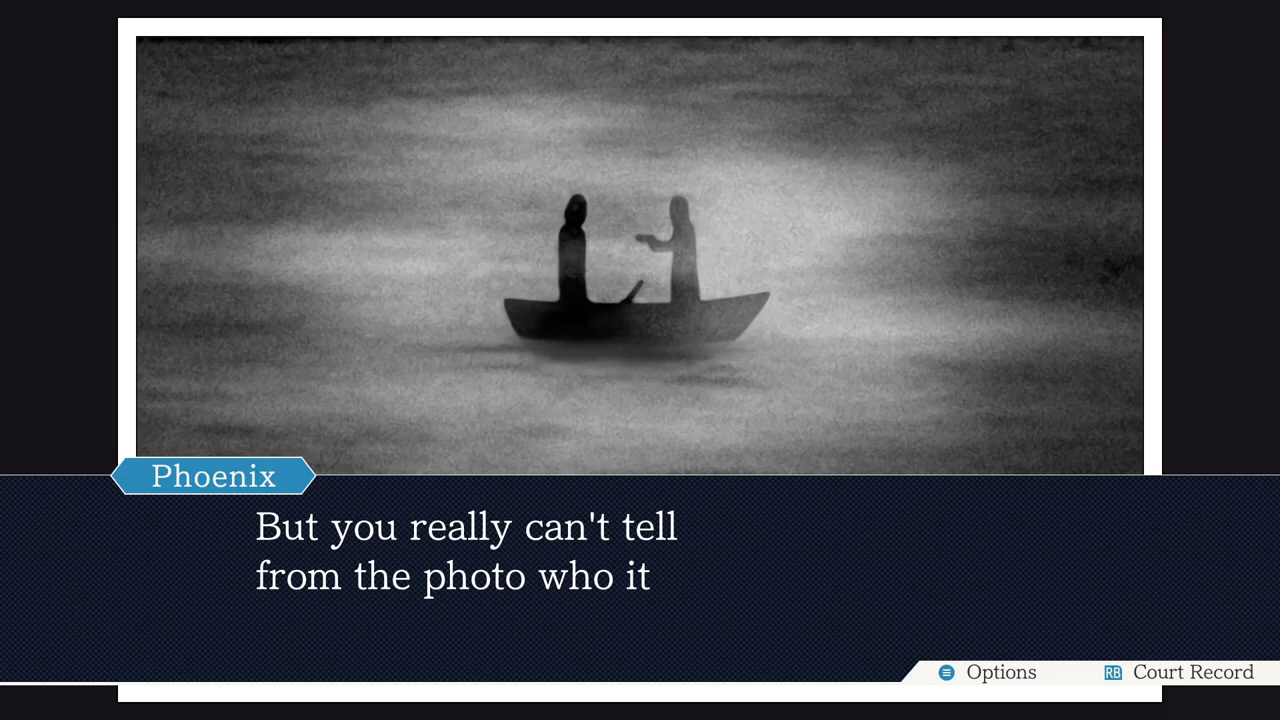 Phoenix
But you really can't tell
from the photo who it
Options
RB Court Record